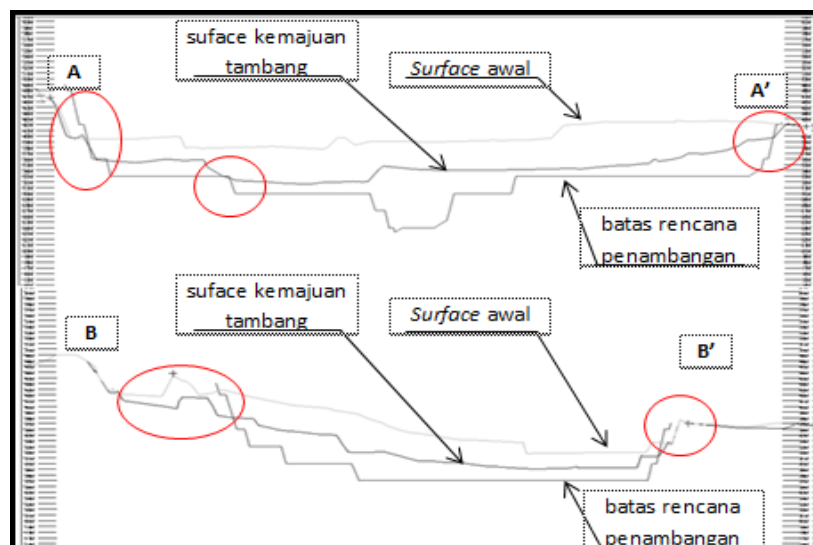 suface kemajuan
tambang
Surface awal
A
A’
batas rencana
penambangan
suface kemajuan
tambang
Surface awal
B
B’
batas rencana
penambangan